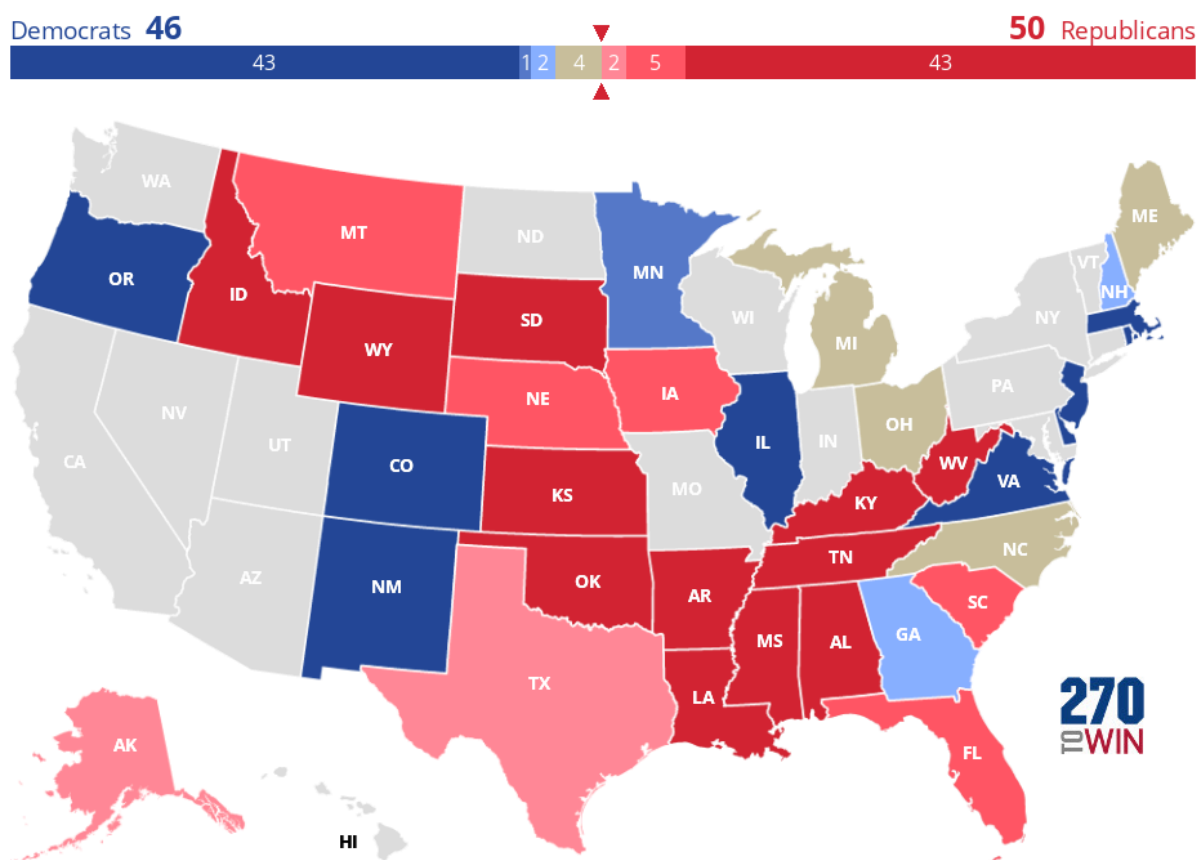 Democrats 46
50 Republicans
43 1 2 4 2 5 43
WA
MT
ND
MN
ME
VT
NH
OR
ID
SD
WI
NY
MI
WY
IA
PA
NE
NV
UT
CO
IL
IN
OH
CA
KS
MO
WV
VA
KY
AZ
NM
OK
TN
NC
AR
SC
MS
AL
GA
TX
LA
FL
AK
HI
270
TO WIN